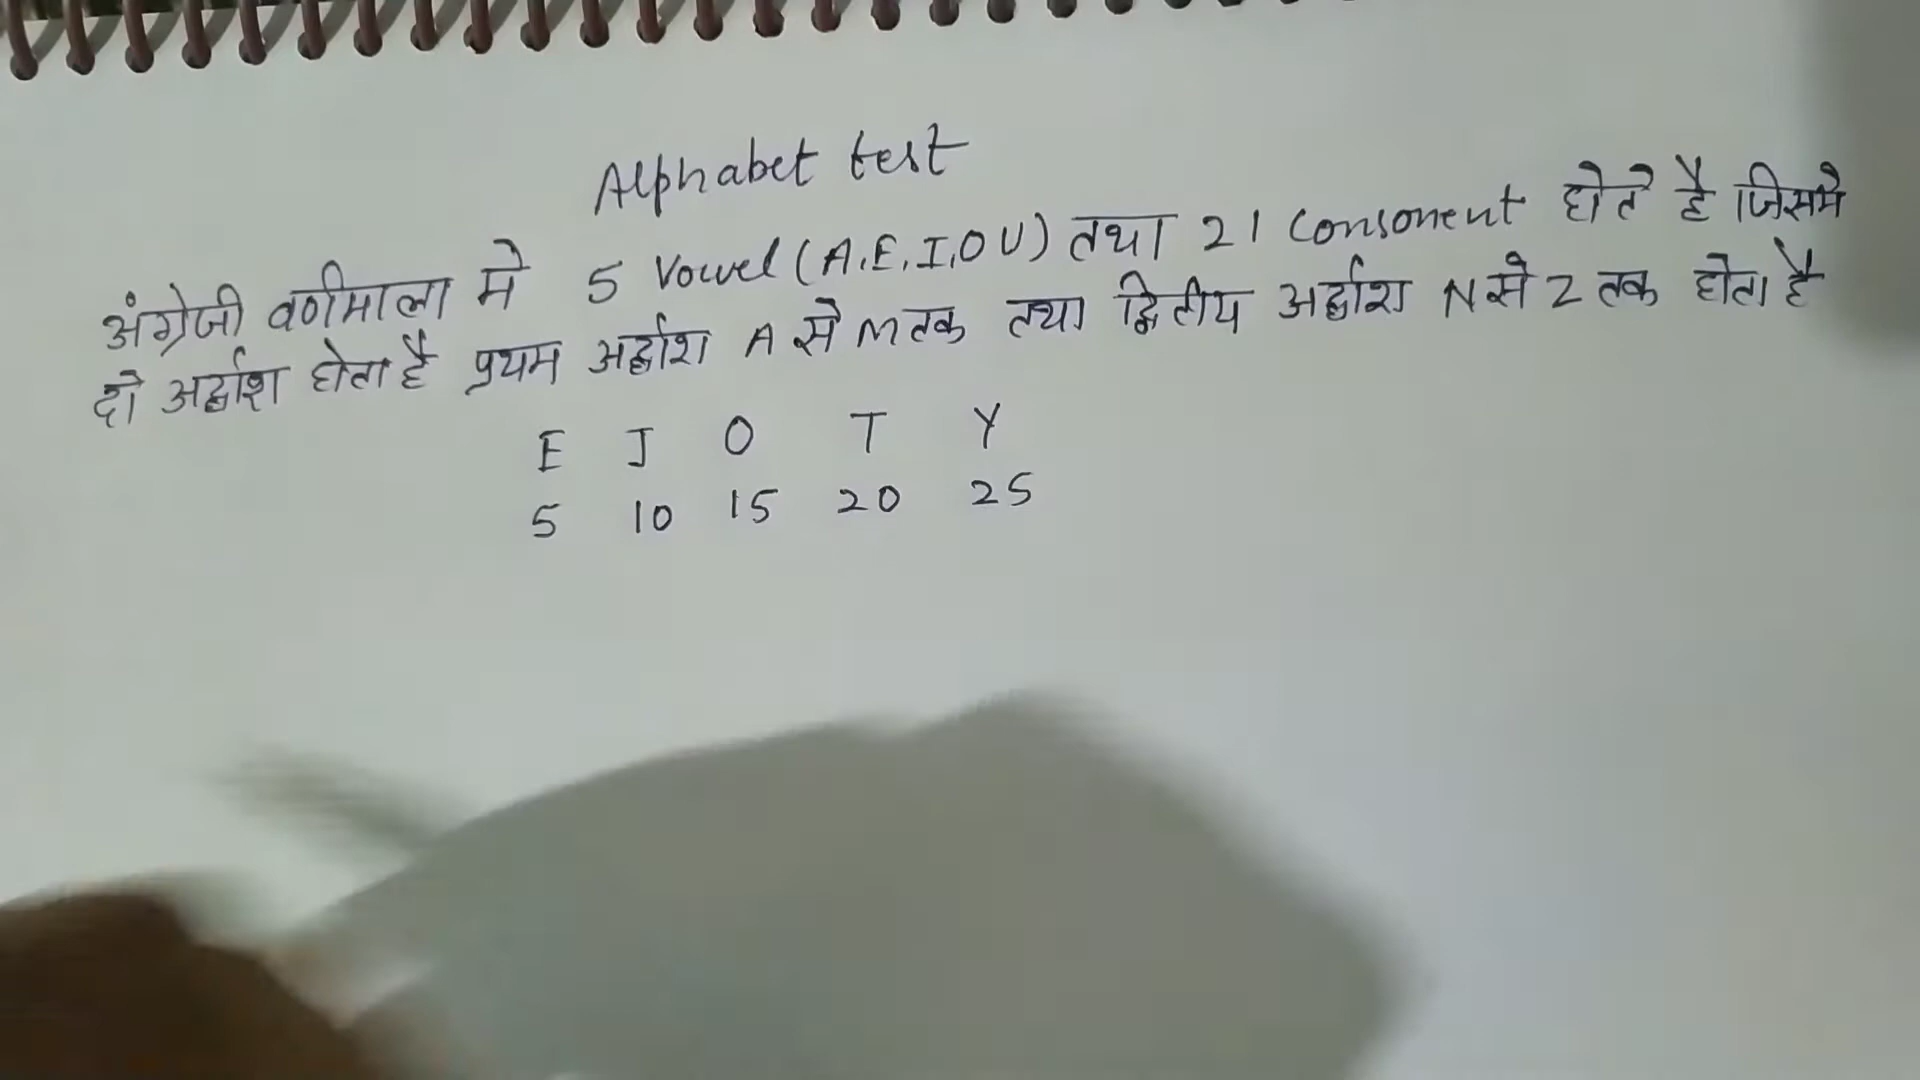 Alphabet test
अंग्रेजी वर्णमाला मे 5 Vowel (A.E.I.O U) तथा 21 Consonent होते है जिसमे
दो अर्द्धाश होता है प्रथम अर्द्धाश A से M तक तथा द्वितीय अर्द्धाश N से Z तक होता है
E J O T Y
5 10 15 20 25